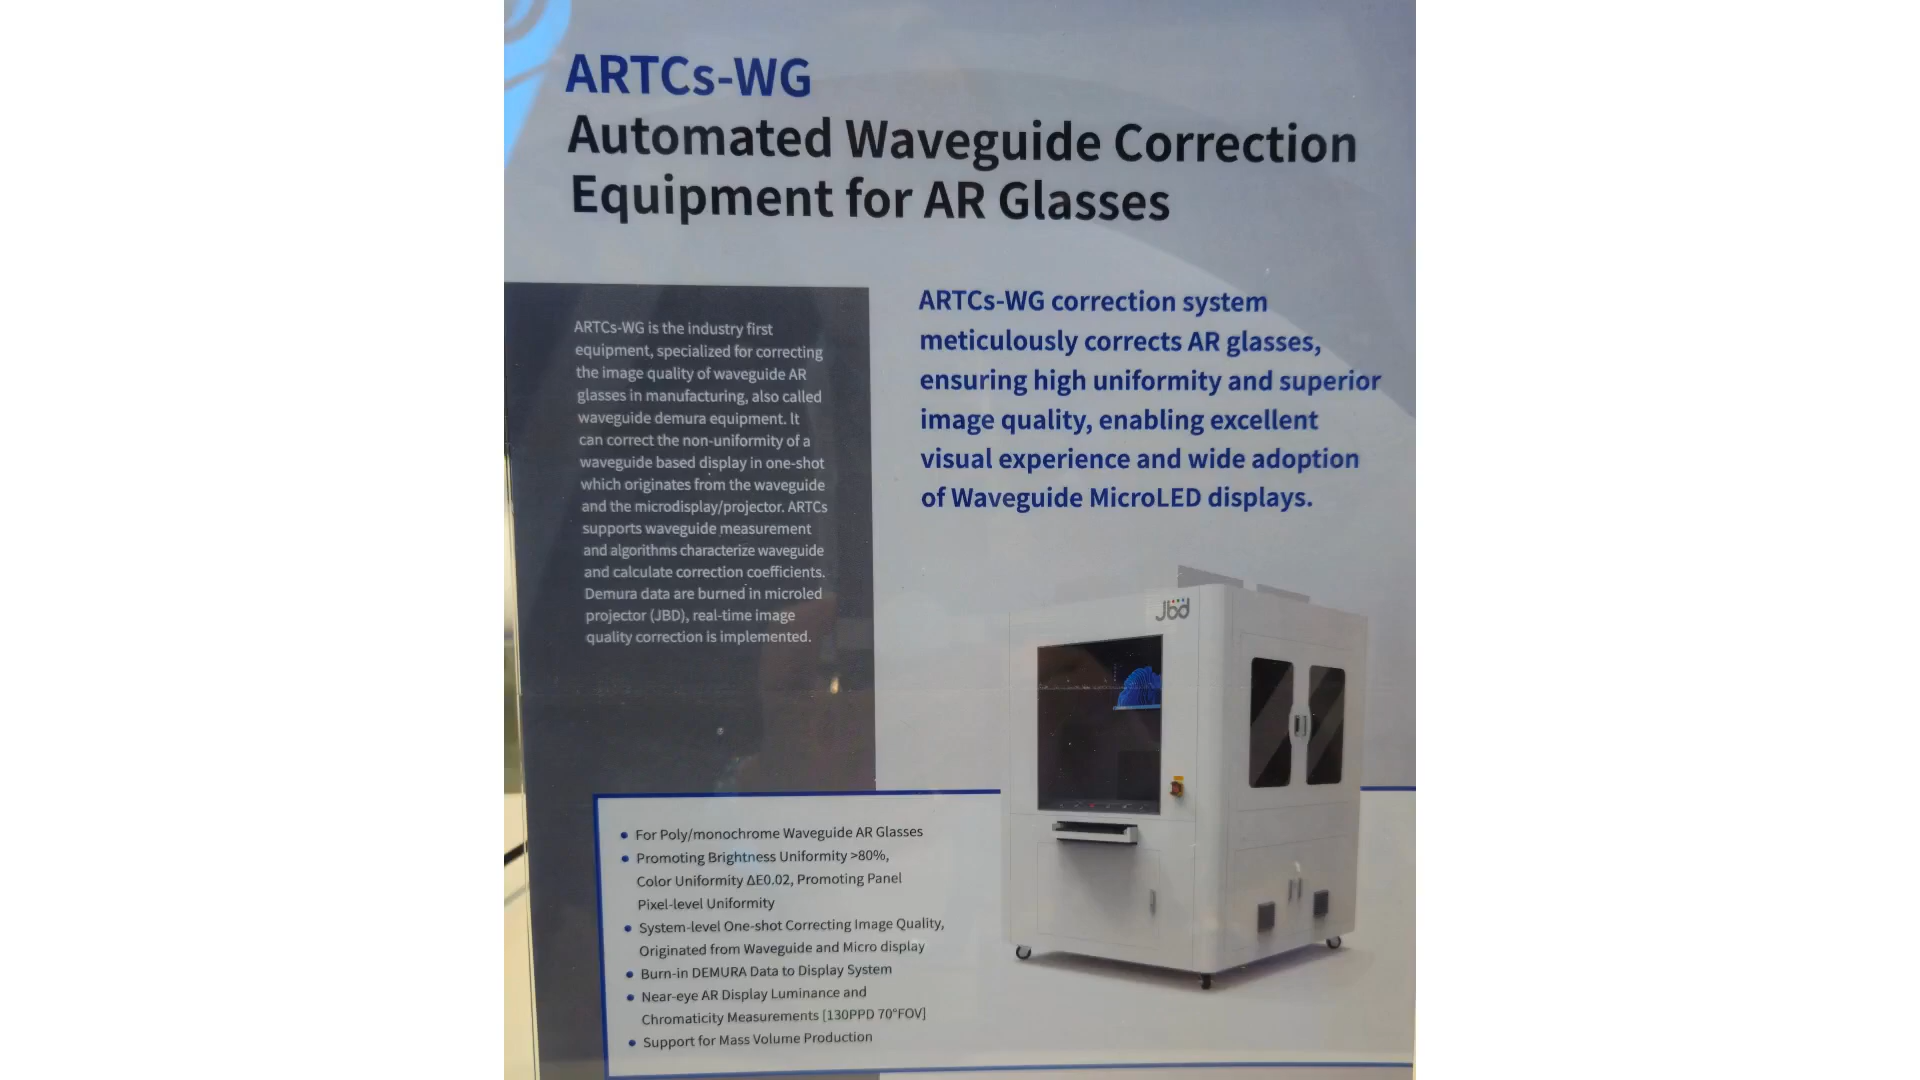 ARTCs-WG
Automated Waveguide Correction
Equipment for AR Glasses
ARTCs-WG is the industry first
equipment, specialized for correcting
the image quality of waveguide AR
glasses in manufacturing, also called
waveguide demura equipment. It
can correct the non-uniformity of a
waveguide based display in one-shot
which originates from the waveguide
and the microdisplay/projector. ARTCs
supports waveguide measurement
and algorithms characterize waveguide
and calculate correction coefficients.
Demura data are burned in microled
projector (JBD), real-time image
quality correction is implemented.
ARTCs-WG correction system
meticulously corrects AR glasses,
ensuring high uniformity and superior
image quality, enabling excellent
visual experience and wide adoption
of Waveguide MicroLED displays.
Jbd
• For Poly/monochrome Waveguide AR Glasses
• Promoting Brightness Uniformity >80%,
Color Uniformity ΔE0.02, Promoting Panel
Pixel-level Uniformity
• System-level One-shot Correcting Image Quality,
Originated from Waveguide and Micro display
• Burn-in DEMURA Data to Display System
• Near-eye AR Display Luminance and
Chromaticity Measurements [130PPD 70°FOV]
• Support for Mass Volume Production